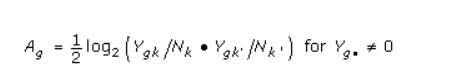 A_g = 1/2 log₂ ( Y_gk /N_k • Y_gk' /N_k' ) for Y_g• ≠ 0